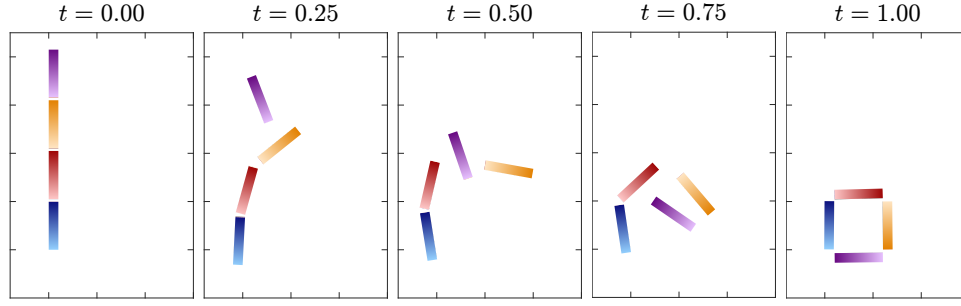 t = 0.00
t = 0.25
t = 0.50
t = 0.75
t = 1.00